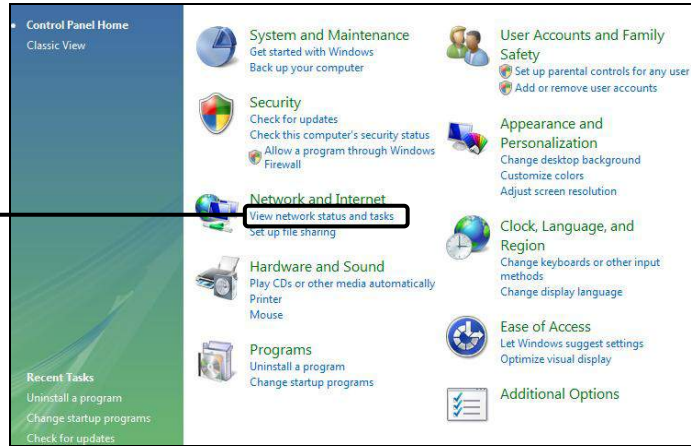 Control Panel Home
Classic View
System and Maintenance
Get started with Windows
Back up your computer
Security
Check for updates
Check this computer's security status
Allow a program through Windows
Firewall
Network and Internet
View network status and tasks
Set up file sharing
Hardware and Sound
Play CDs or other media automatically
Printer
Mouse
Programs
Uninstall a program
Change startup programs
User Accounts and Family
Safety
Set up parental controls for any user
Add or remove user accounts
Appearance and
Personalization
Change desktop background
Customize colors
Adjust screen resolution
Clock, Language, and
Region
Change keyboards or other input
methods
Change display language
Ease of Access
Let Windows suggest settings
Optimize visual display
Additional Options
Recent Tasks
Uninstall a program
Change startup programs
Check for updates